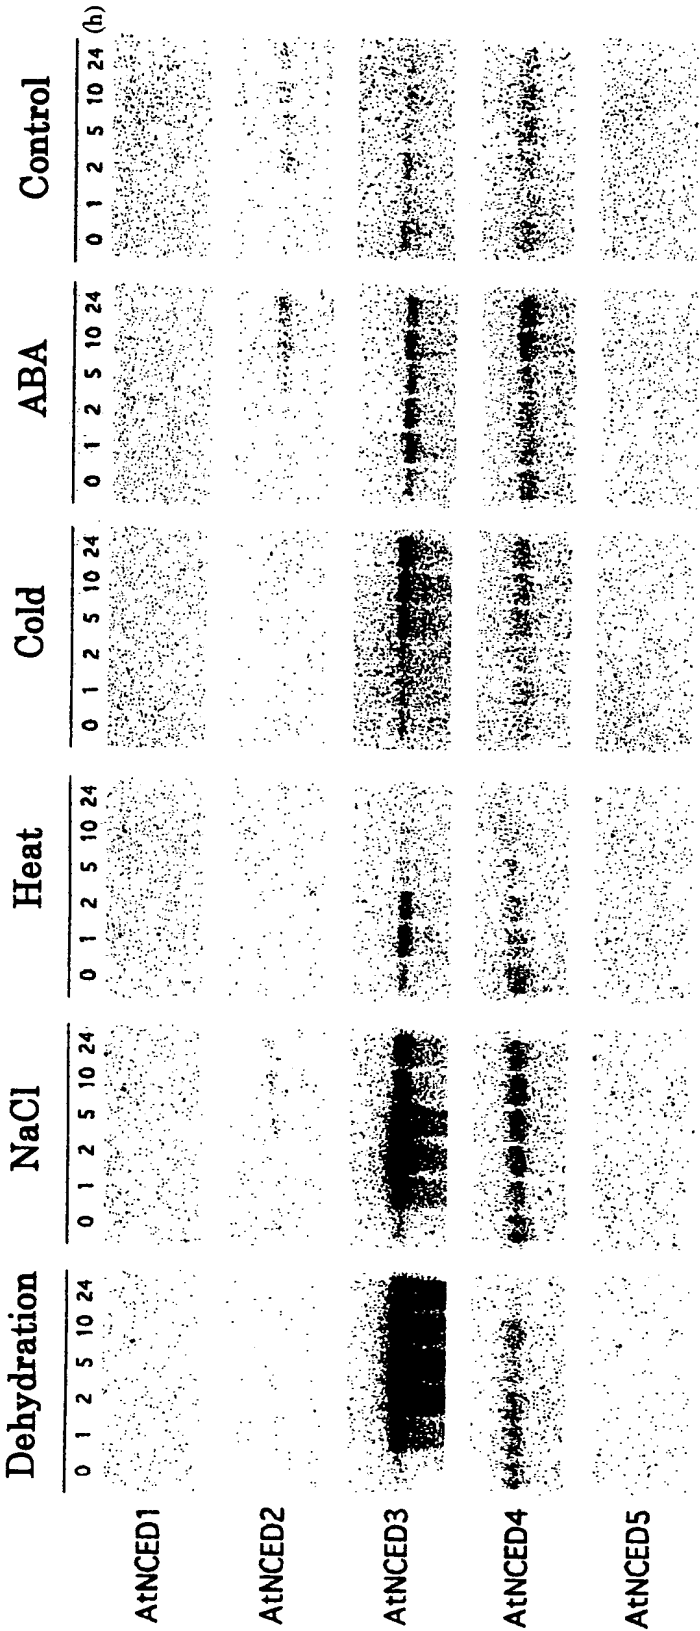 Dehydration NaCl Heat Cold ABA Control
0 1 2 5 10 24 0 1 2 5 10 24 0 1 2 5 10 24 0 1 2 5 10 24 0 1 2 5 10 24 0 1 2 5 10 24 (h)
AtNCED1
AtNCED2
AtNCED3
AtNCED4
AtNCED5